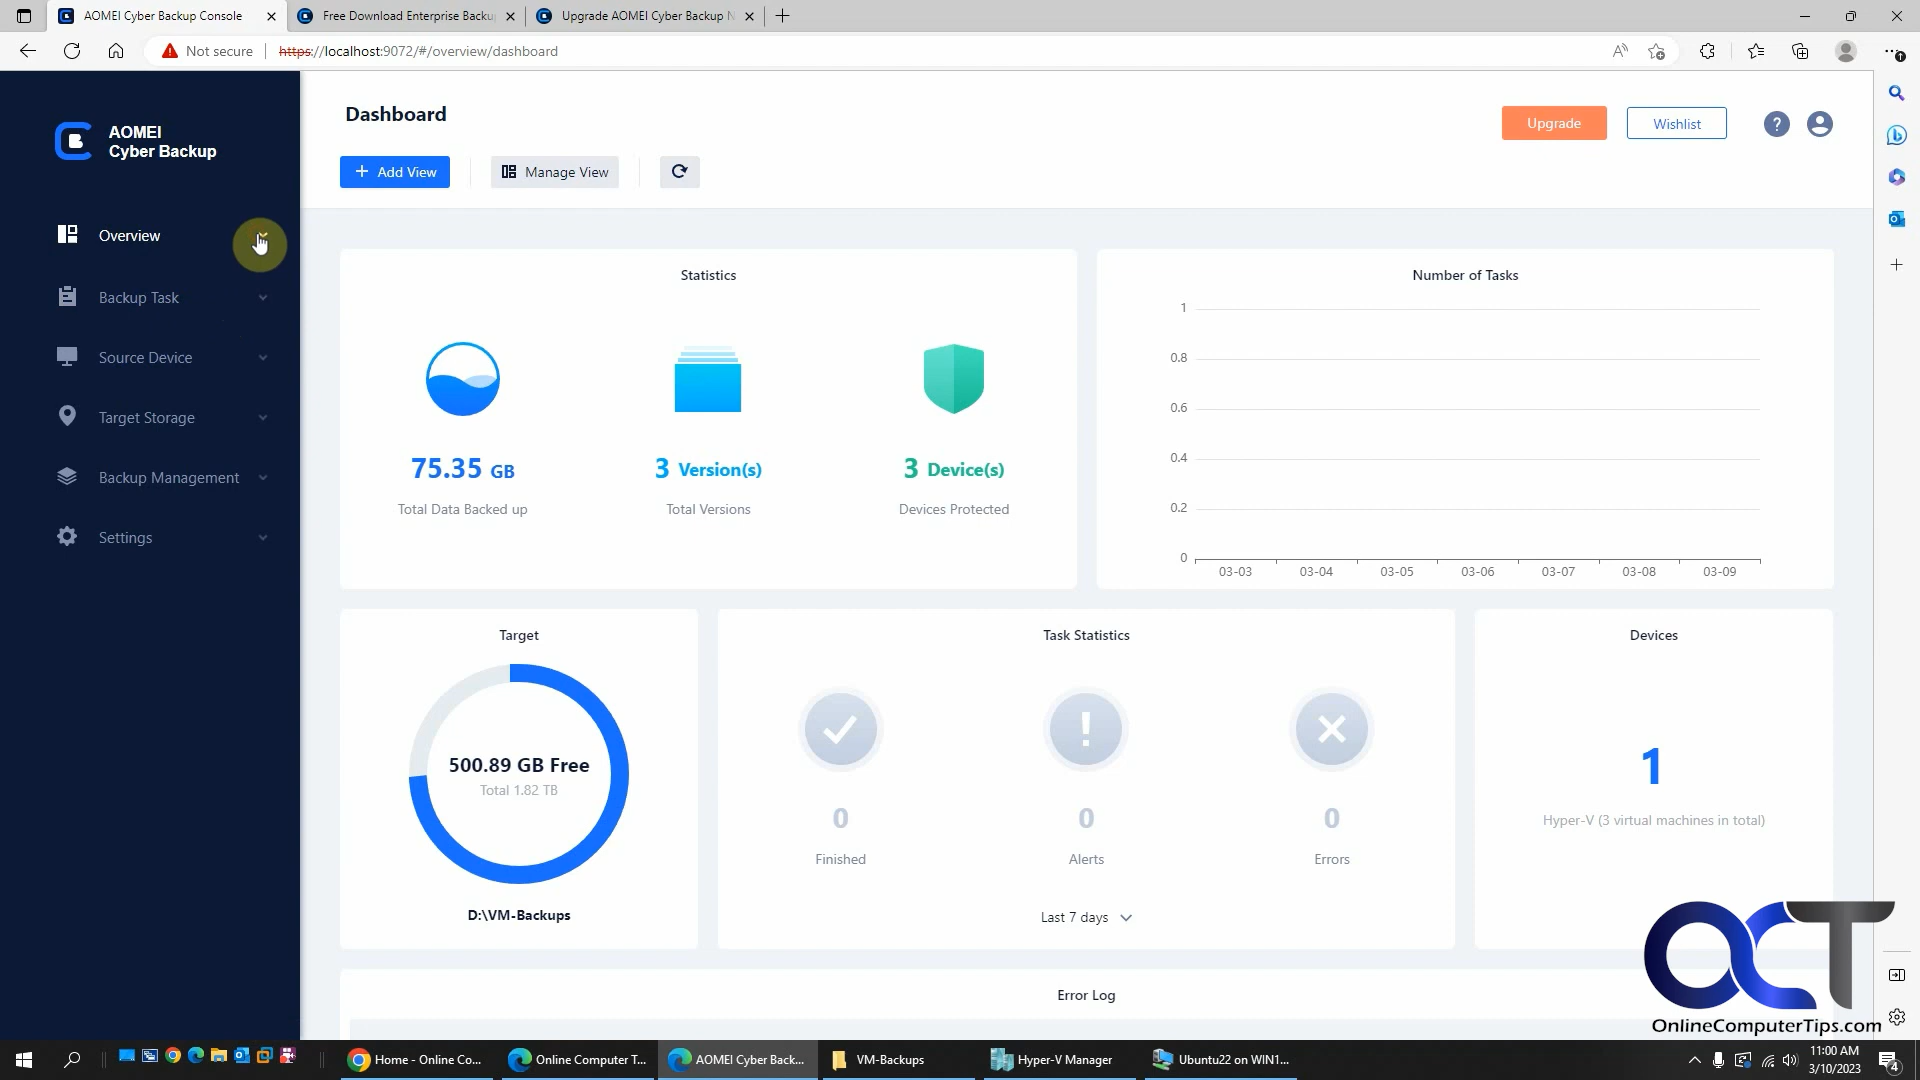 AOMEI Cyber Backup Console
Free Download Enterprise Backu
Upgrade AOMEI Cyber Backup N
Not secure
https://localhost:9072/#/overview/dashboard
AOMEI
Cyber Backup
Overview
Backup Task
Source Device
Target Storage
Backup Management
Settings
Dashboard
Upgrade
Wishlist
?
+ Add View
Manage View
Statistics
75.35 GB
Total Data Backed up
3 Version(s)
Total Versions
3 Device(s)
Devices Protected
Number of Tasks
1
0.8
0.6
0.4
0.2
0
03-03
03-04
03-05
03-06
03-07
03-08
03-09
Target
500.89 GB Free
Total 1.82 TB
D:\VM-Backups
Task Statistics
0
Finished
0
Alerts
0
Errors
Last 7 days
Devices
1
Hyper-V (3 virtual machines in total)
Error Log
OCT
OnlineComputerTips.com
Home - Online Co...
Online Computer T...
AOMEI Cyber Back...
VM-Backups
Hyper-V Manager
Ubuntu22 on WIN1...
11:00 AM
3/10/2023
4